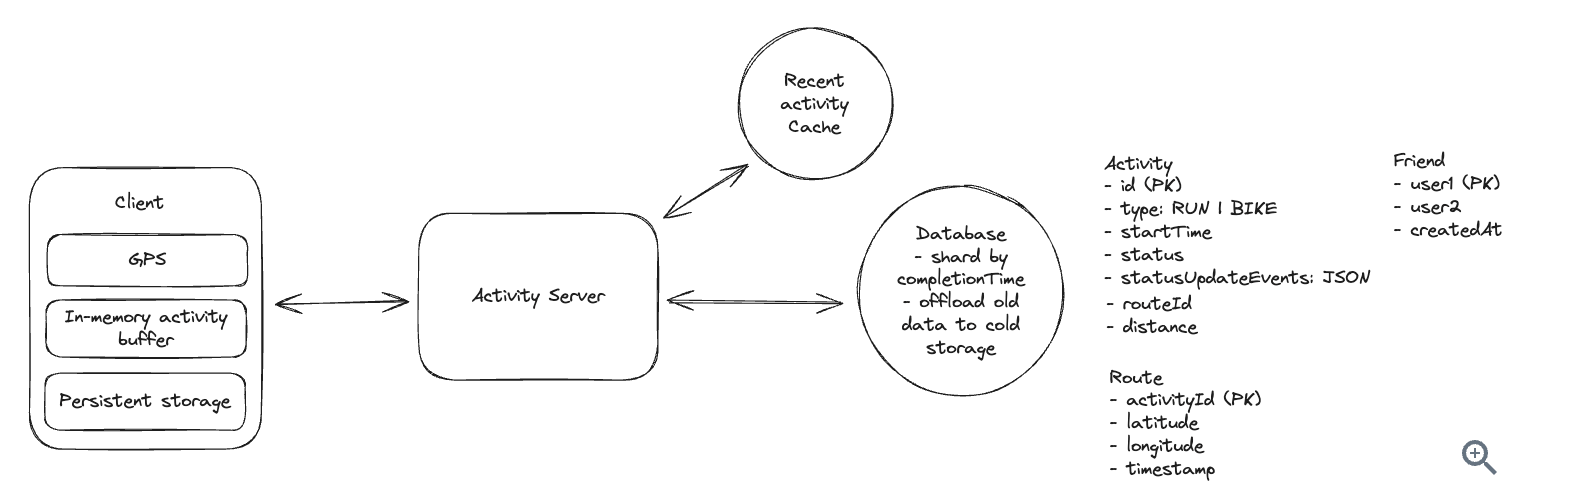 Client
GPS
In-memory activity
buffer
Persistent storage
Activity Server
Recent
activity
Cache
Database
- shard by
completionTime
- offload old
data to cold
storage
Activity
- id (PK)
- type: RUN | BIKE
- startTime
- status
- statusUpdateEvents: JSON
- routeId
- distance
Route
- activityId (PK)
- latitude
- longitude
- timestamp
Friend
- user1 (PK)
- user2
- createdAt